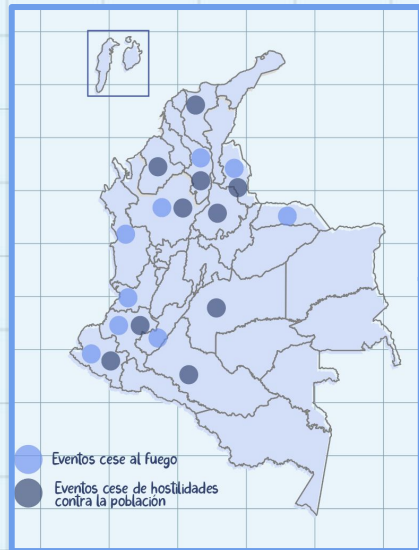 Eventos cese al fuego
Eventos cese de hostilidades
contra la población